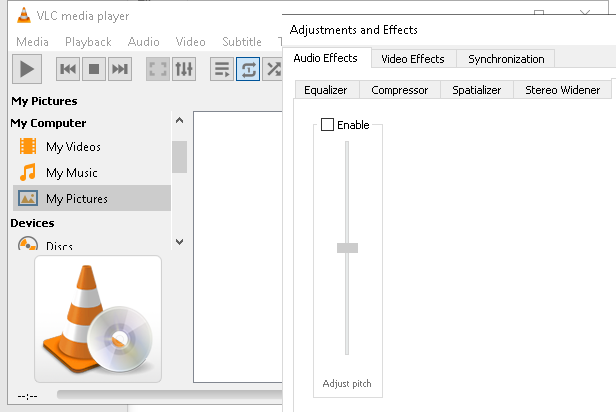 VLC media player
Media Playback Audio Video Subtitle
My Pictures
My Computer
My Videos
My Music
My Pictures
Devices
Discs
--:--
Adjustments and Effects
Audio Effects Video Effects Synchronization
Equalizer Compressor Spatializer Stereo Widener
Enable
Adjust pitch